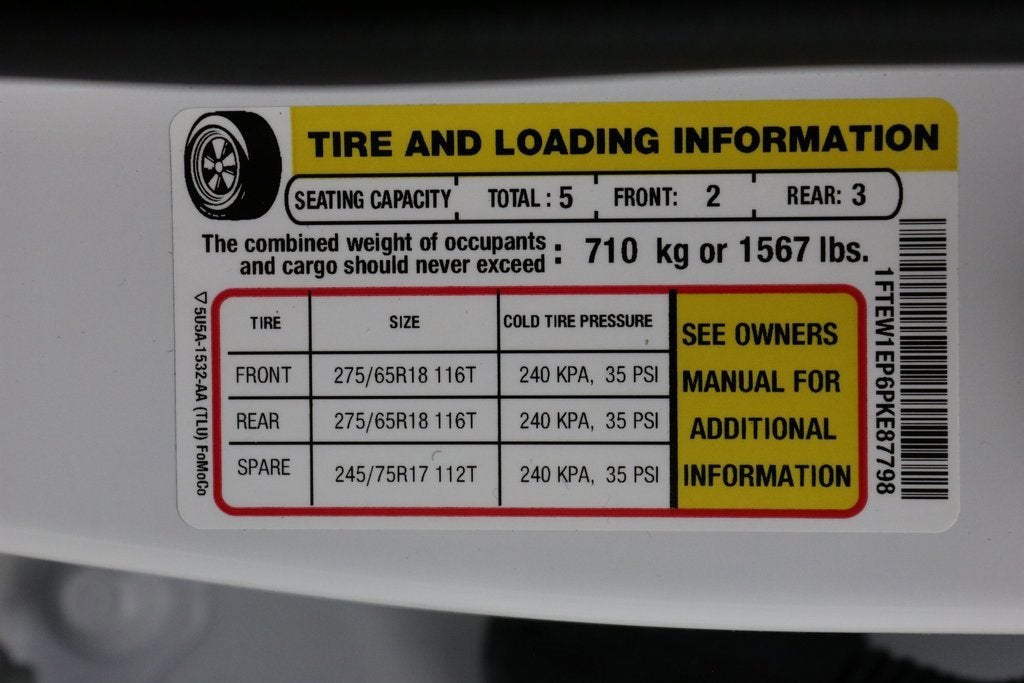 TIRE AND LOADING INFORMATION
SEATING CAPACITY TOTAL : 5 FRONT: 2 REAR: 3
The combined weight of occupants
and cargo should never exceed : 710 kg or 1567 lbs.
TIRE SIZE COLD TIRE PRESSURE
FRONT 275/65R18 116T 240 KPA, 35 PSI
REAR 275/65R18 116T 240 KPA, 35 PSI
SPARE 245/75R17 112T 240 KPA, 35 PSI
SEE OWNERS
MANUAL FOR
ADDITIONAL
INFORMATION
5U5A-1532-AA (TLU) FoMoCo
1FTEW1EP6PKE87798